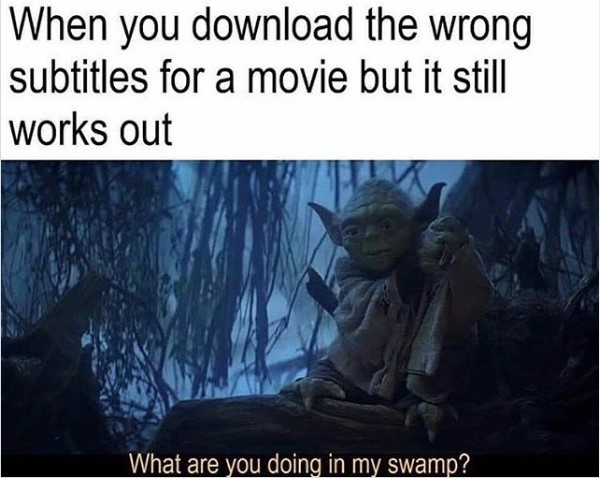 When you download the wrong
subtitles for a movie but it still
works out
What are you doing in my swamp?